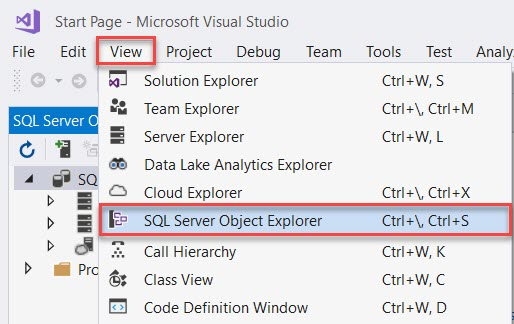 Start Page - Microsoft Visual Studio
File Edit View Project Debug Team Tools Test Analy
SQL Server O
Solution Explorer Ctrl+W, S
Team Explorer Ctrl+\, Ctrl+M
Server Explorer Ctrl+W, L
Data Lake Analytics Explorer
Cloud Explorer Ctrl+\, Ctrl+X
SQL Server Object Explorer Ctrl+\, Ctrl+S
Call Hierarchy Ctrl+W, K
Class View Ctrl+W, C
Code Definition Window Ctrl+W, D
SQ
Pro